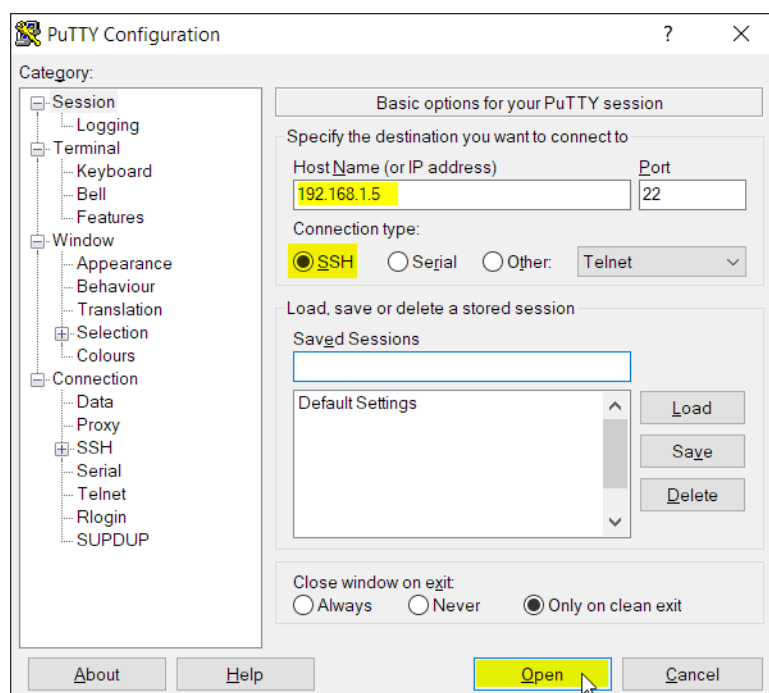 PuTTY Configuration
?
Category:
Session
Logging
Terminal
Keyboard
Bell
Features
Window
Appearance
Behaviour
Translation
Selection
Colours
Connection
Data
Proxy
SSH
Serial
Telnet
Rlogin
SUPDUP
Basic options for your PuTTY session
Specify the destination you want to connect to
Host Name (or IP address) Port
192.168.1.5 22
Connection type:
SSH Serial Other: Telnet
Load, save or delete a stored session
Saved Sessions
Default Settings
Load
Save
Delete
Close window on exit:
Always Never Only on clean exit
About Help Open Cancel